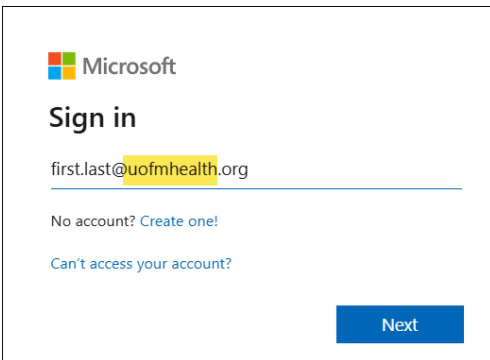 Microsoft
Sign in
first.last@uofmhealth.org
No account? Create one!
Can't access your account?
Next